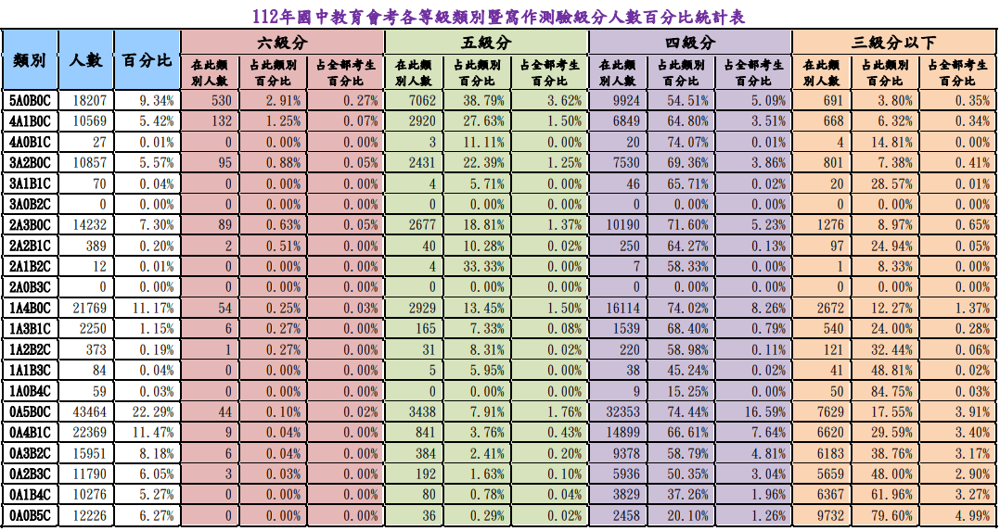 112年國中教育會考各等級類別暨寫作測驗級分人數百分比統計表
類別 人數 百分比 六級分 五級分 四級分 三級分以下
在此類別人數 占此類別百分比 占全部考生百分比 在此類別人數 占此類別百分比 占全部考生百分比 在此類別人數 占此類別百分比 占全部考生百分比 在此類別人數 占此類別百分比 占全部考生百分比
5A0B0C 18207 9.34% 530 2.91% 0.27% 7062 38.79% 3.62% 9924 54.51% 5.09% 691 3.80% 0.35%
4A1B0C 10569 5.42% 132 1.25% 0.07% 2920 27.63% 1.50% 6849 64.80% 3.51% 668 6.32% 0.34%
4A0B1C 27 0.01% 0 0.00% 0.00% 3 11.11% 0.00% 20 74.07% 0.01% 4 14.81% 0.00%
3A2B0C 10857 5.57% 95 0.88% 0.05% 2431 22.39% 1.25% 7530 69.36% 3.86% 801 7.38% 0.41%
3A1B1C 70 0.04% 0 0.00% 0.00% 4 5.71% 0.00% 46 65.71% 0.02% 20 28.57% 0.01%
3A0B2C 0 0.00% 0 0.00% 0.00% 0 0.00% 0.00% 0 0.00% 0.00% 0 0.00% 0.00%
2A3B0C 14232 7.30% 89 0.63% 0.05% 2677 18.81% 1.37% 10190 71.60% 5.23% 1276 8.97% 0.65%
2A2B1C 389 0.20% 2 0.51% 0.00% 40 10.28% 0.02% 250 64.27% 0.13% 97 24.94% 0.05%
2A1B2C 12 0.01% 0 0.00% 0.00% 4 33.33% 0.00% 7 58.33% 0.00% 1 8.33% 0.00%
2A0B3C 0 0.00% 0 0.00% 0.00% 0 0.00% 0.00% 0 0.00% 0.00% 0 0.00% 0.00%
1A4B0C 21769 11.17% 54 0.25% 0.03% 2929 13.45% 1.50% 16114 74.02% 8.26% 2672 12.27% 1.37%
1A3B1C 2250 1.15% 6 0.27% 0.00% 165 7.33% 0.08% 1539 68.40% 0.79% 540 24.00% 0.28%
1A2B2C 373 0.19% 1 0.27% 0.00% 31 8.31% 0.02% 220 58.98% 0.11% 121 32.44% 0.06%
1A1B3C 84 0.04% 0 0.00% 0.00% 5 5.95% 0.00% 38 45.24% 0.02% 41 48.81% 0.02%
1A0B4C 59 0.03% 0 0.00% 0.00% 0 0.00% 0.00% 9 15.25% 0.00% 50 84.75% 0.03%
0A5B0C 43464 22.29% 44 0.10% 0.02% 3438 7.91% 1.76% 32353 74.44% 16.59% 7629 17.55% 3.91%
0A4B1C 22369 11.47% 9 0.04% 0.00% 841 3.76% 0.43% 14899 66.61% 7.64% 6620 29.59% 3.40%
0A3B2C 15951 8.18% 6 0.04% 0.00% 384 2.41% 0.20% 9378 58.79% 4.81% 6183 38.76% 3.17%
0A2B3C 11790 6.05% 3 0.03% 0.00% 192 1.63% 0.10% 5936 50.35% 3.04% 5659 48.00% 2.90%
0A1B4C 10276 5.27% 0 0.00% 0.00% 80 0.78% 0.04% 3829 37.26% 1.96% 6367 61.96% 3.27%
0A0B5C 12226 6.27% 0 0.00% 0.00% 36 0.29% 0.02% 2458 20.10% 1.26% 9732 79.60% 4.99%